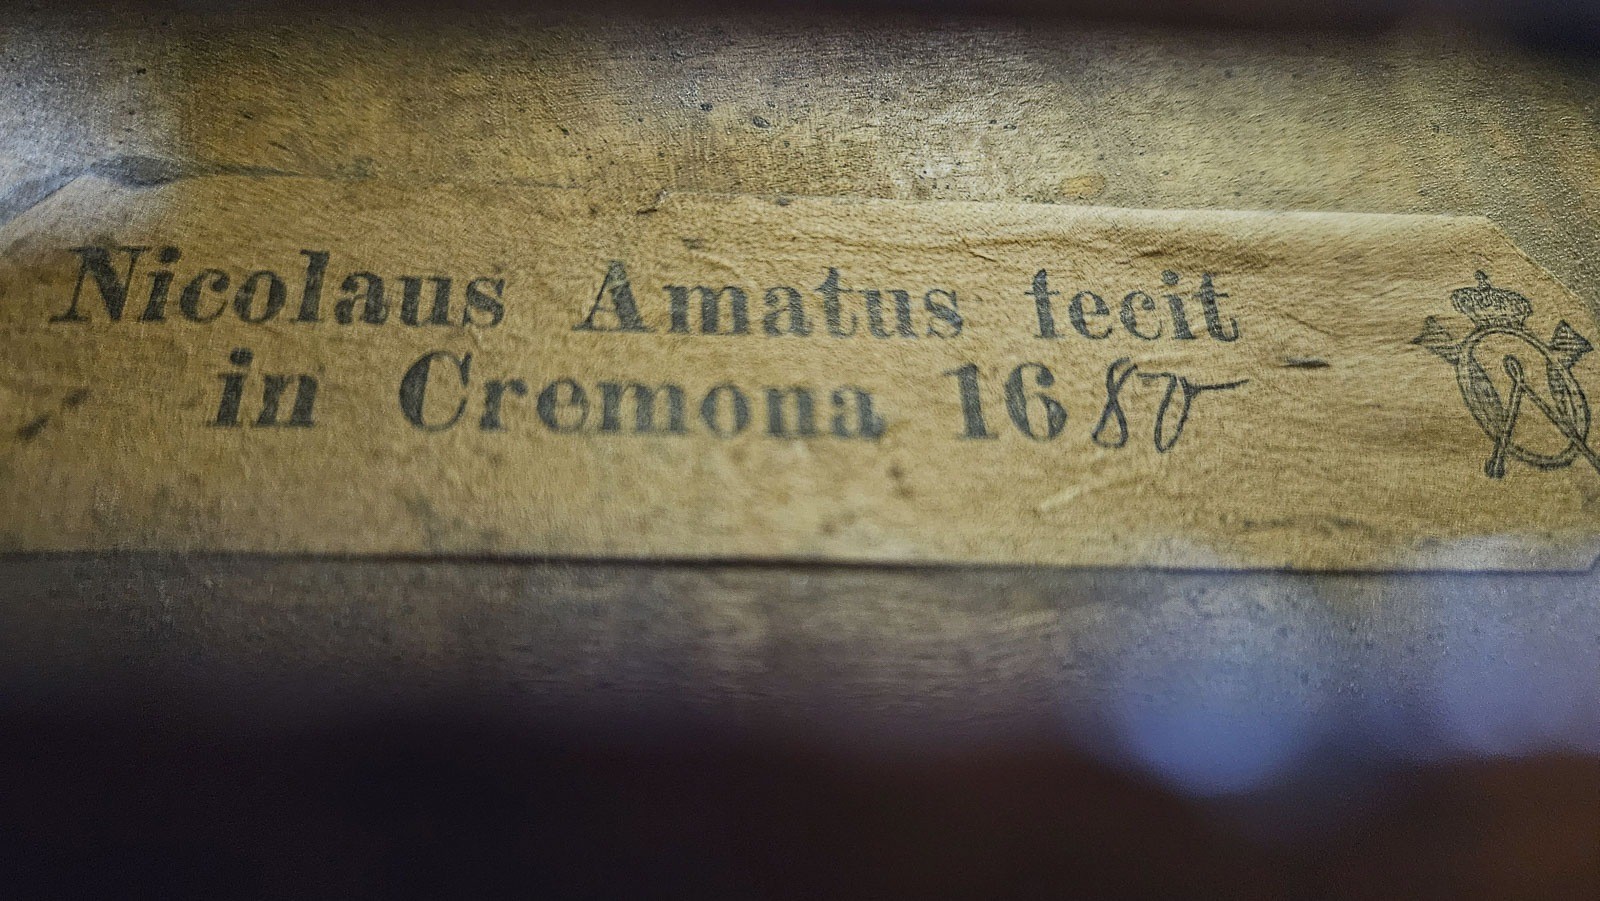 Nicolaus Amatus fecit
in Cremona 1680